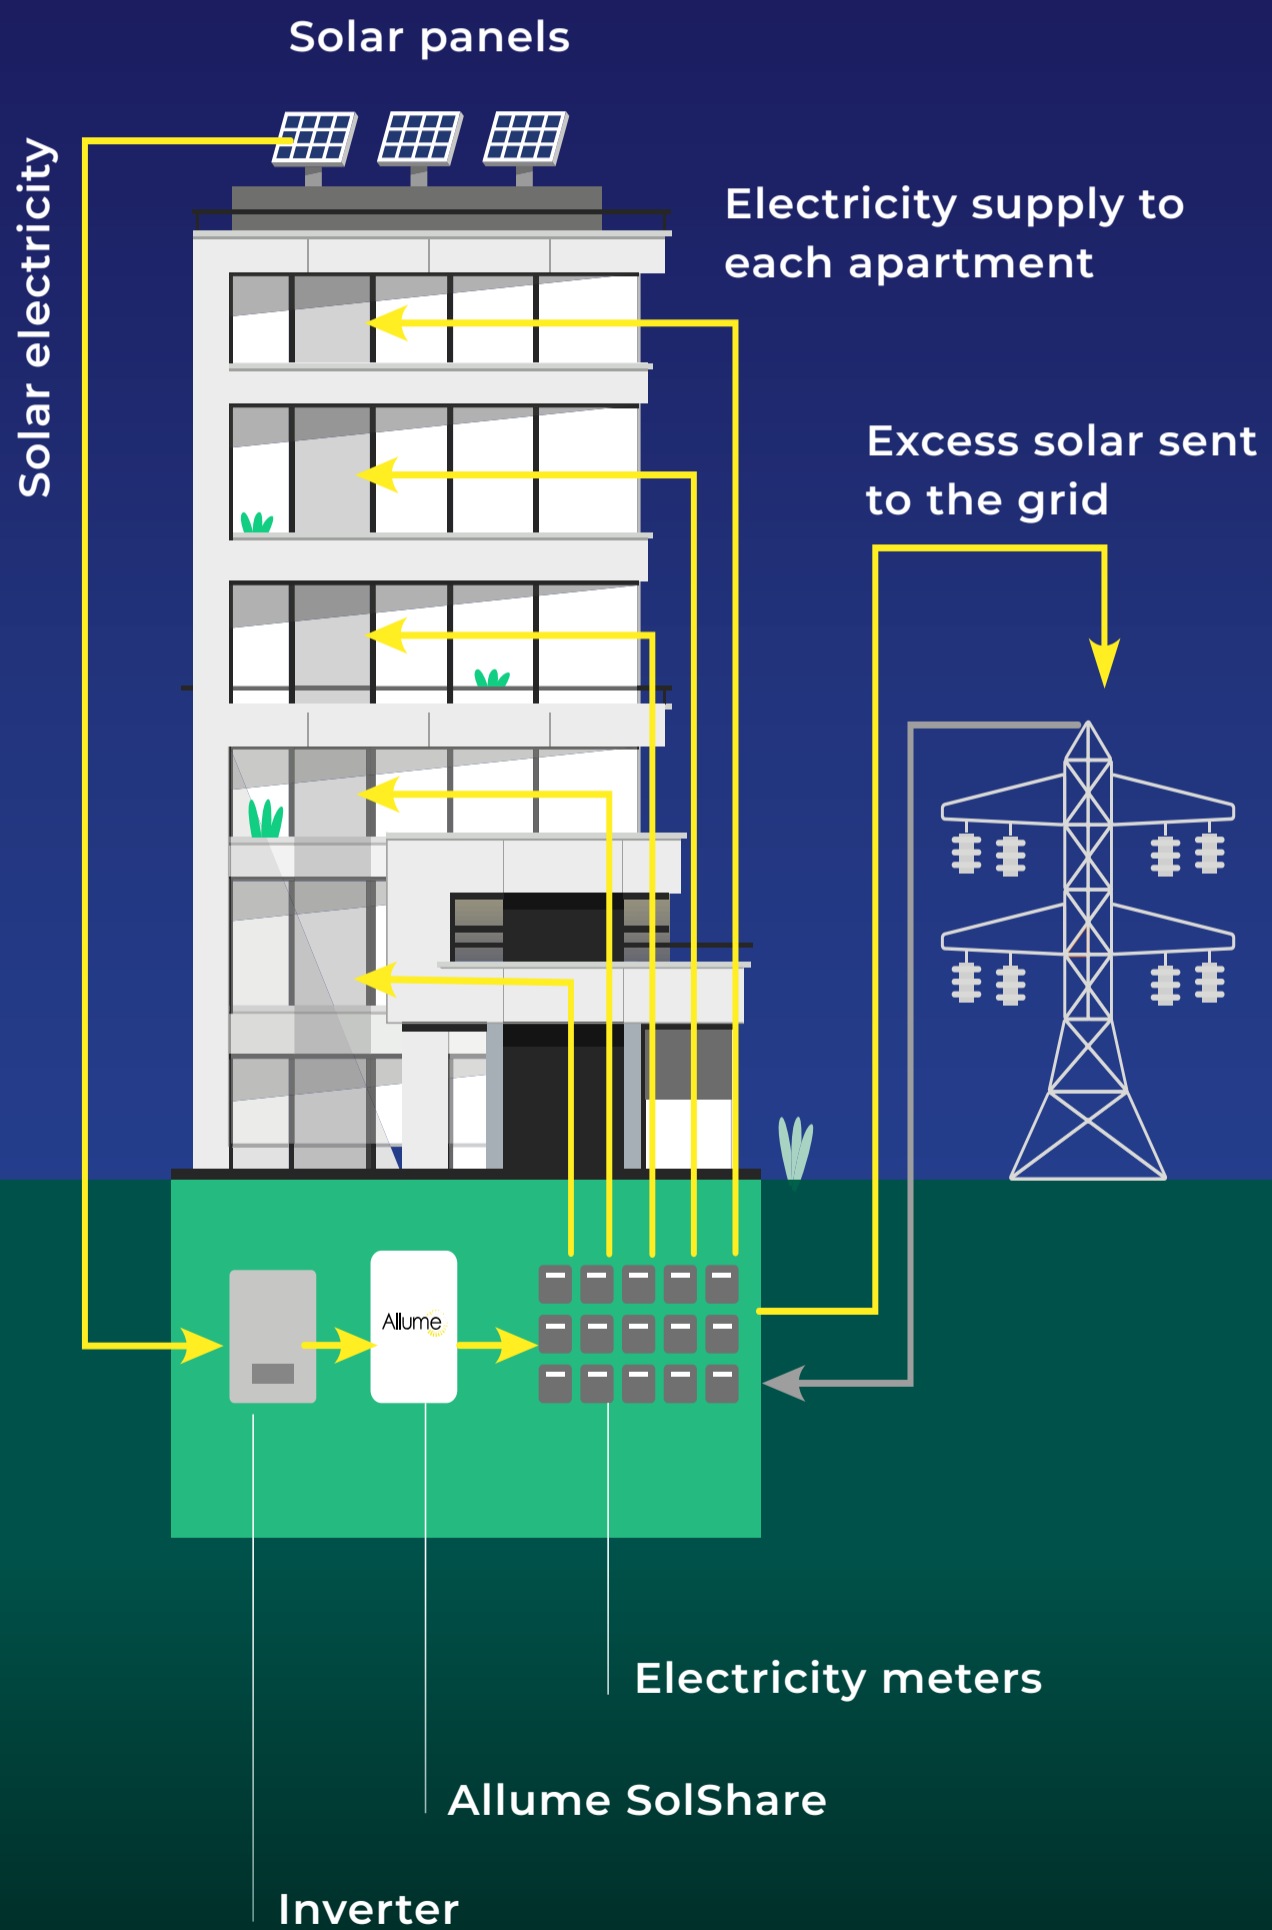 Solar panels
Solar electricity
Electricity supply to
each apartment
Excess solar sent
to the grid
Allume
Electricity meters
Allume SolShare
Inverter